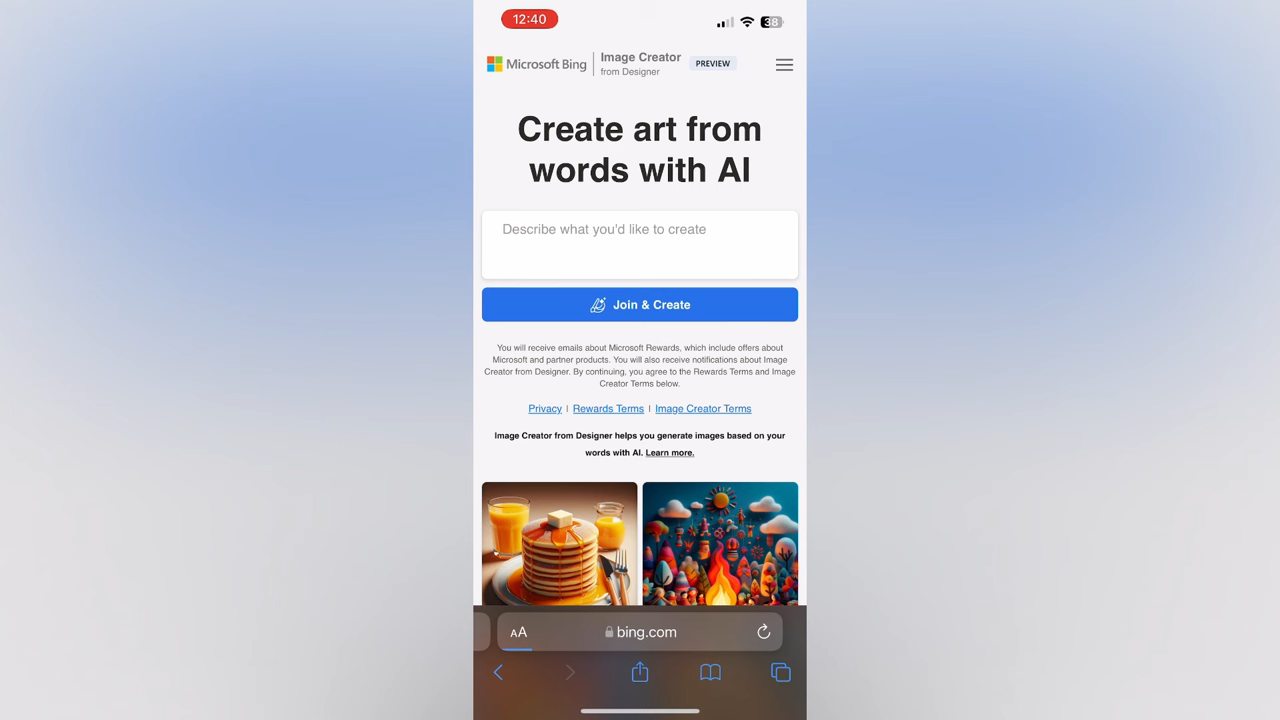 12:40
38
Microsoft Bing
Image Creator
from Designer
PREVIEW
Create art from
words with AI
Describe what you'd like to create
Join & Create
You will receive emails about Microsoft Rewards, which include offers about
Microsoft and partner products. You will also receive notifications about Image
Creator from Designer. By continuing, you agree to the Rewards Terms and Image
Creator Terms below.
Privacy | Rewards Terms | Image Creator Terms
Image Creator from Designer helps you generate images based on your
words with AI. Learn more.
AA
bing.com